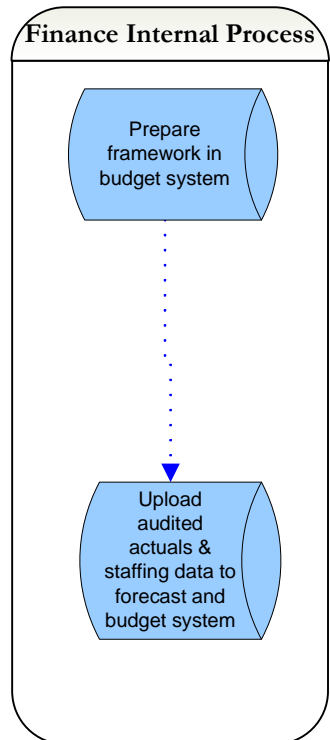 Finance Internal Process
Prepare
framework in
budget system
Upload
audited
actuals &
staffing data to
forecast and
budget system